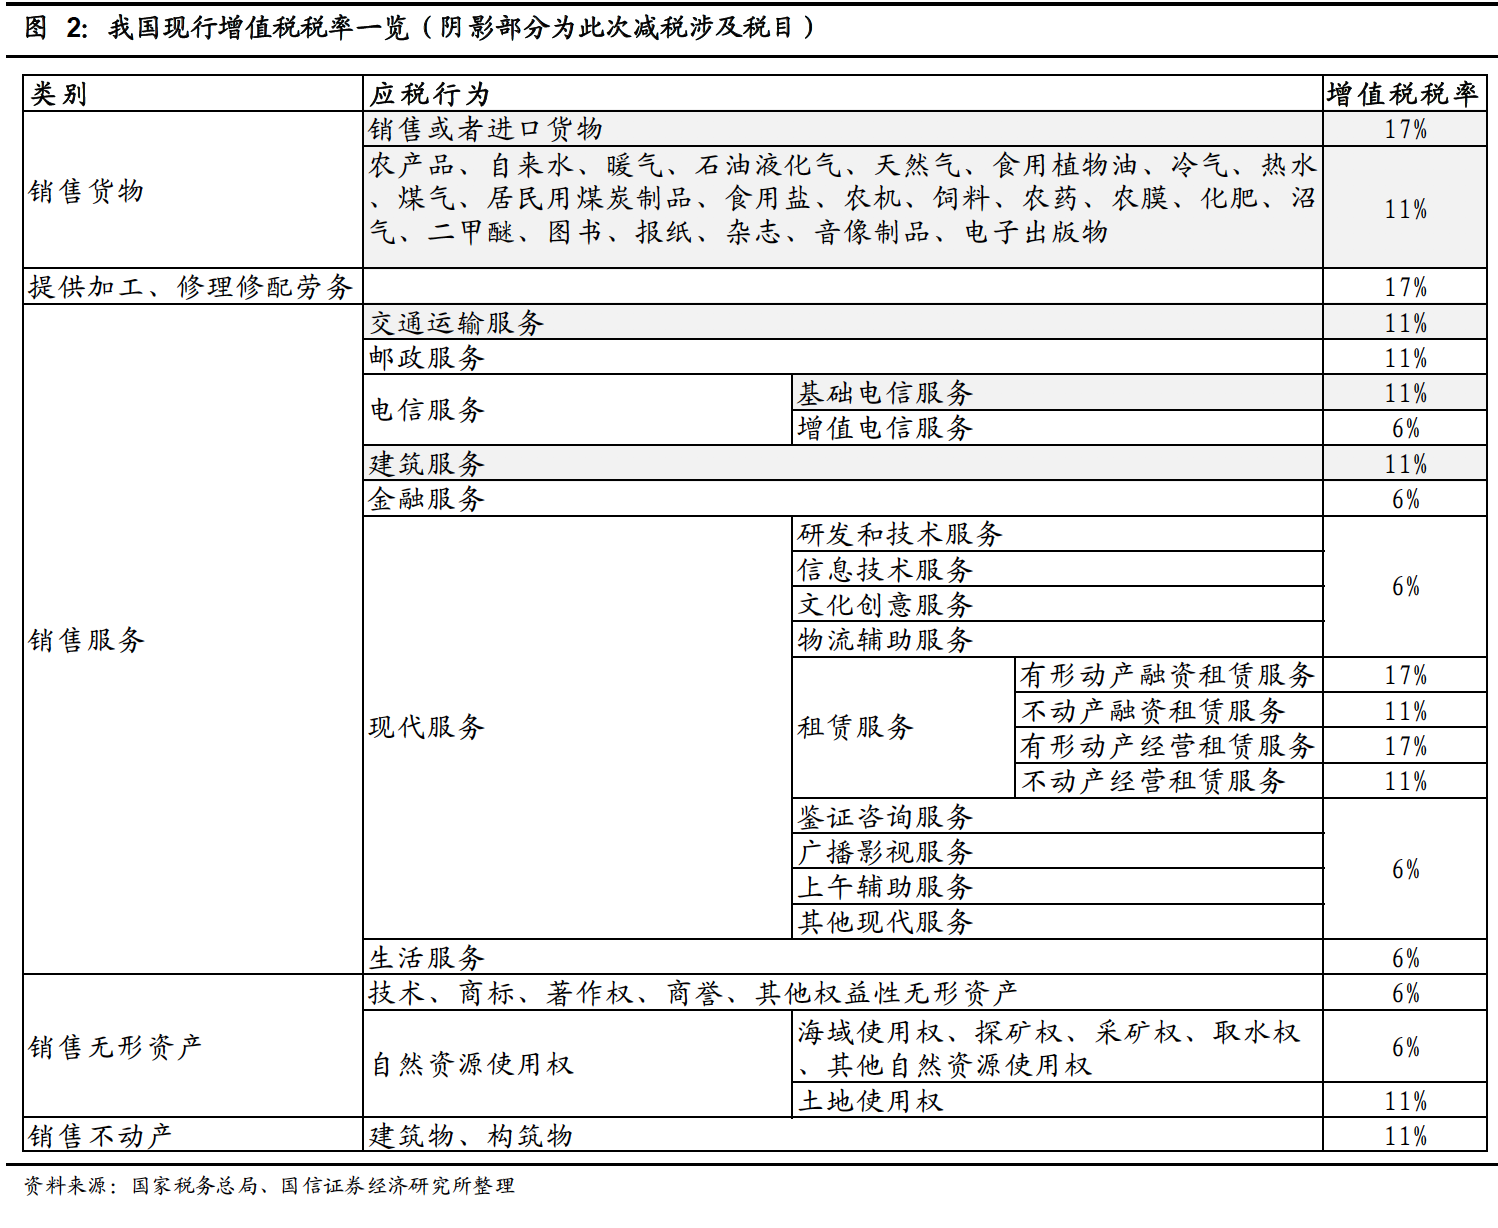 图 2：我国现行增值税税率一览（阴影部分为此次减税涉及税目）
类别 应税行为 增值税税率
销售货物
销售或者进口货物 17%
农产品、自来水、暖气、石油液化气、天然气、食用植物油、冷气、热水
、煤气、居民用煤炭制品、食用盐、农机、饲料、农药、农膜、化肥、沼
气、二甲醚、图书、报纸、杂志、音像制品、电子出版物
11%
提供加工、修理修配劳务 17%
销售服务
交通运输服务 11%
邮政服务 11%
电信服务
基础电信服务 11%
增值电信服务 6%
建筑服务 11%
金融服务 6%
现代服务
研发和技术服务
信息技术服务
文化创意服务
物流辅助服务
6%
租赁服务
有形动产融资租赁服务 17%
不动产融资租赁服务 11%
有形动产经营租赁服务 17%
不动产经营租赁服务 11%
鉴证咨询服务
广播影视服务
上午辅助服务
其他现代服务
6%
生活服务 6%
销售无形资产
技术、商标、著作权、商誉、其他权益性无形资产 6%
自然资源使用权
海域使用权、探矿权、采矿权、取水权
、其他自然资源使用权
6%
土地使用权 11%
销售不动产 建筑物、构筑物 11%
资料来源：国家税务总局、国信证券经济研究所整理